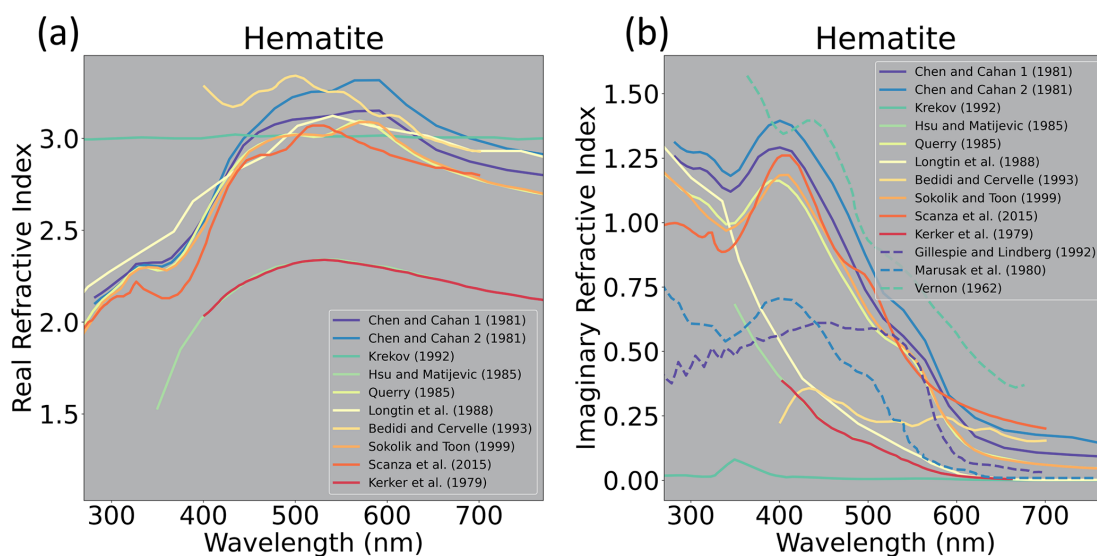 (a)
Hematite
Real Refractive Index
3.0
2.5
2.0
1.5
Chen and Cahan 1 (1981)
Chen and Cahan 2 (1981)
Krekov (1992)
Hsu and Matijevic (1985)
Querry (1985)
Longtin et al. (1988)
Bedidi and Cervelle (1993)
Sokolik and Toon (1999)
Scanza et al. (2015)
Kerker et al. (1979)
300 400 500 600 700
Wavelength (nm)
(b)
Hematite
Imaginary Refractive Index
1.50
1.25
1.00
0.75
0.50
0.25
0.00
Chen and Cahan 1 (1981)
Chen and Cahan 2 (1981)
Krekov (1992)
Hsu and Matijevic (1985)
Querry (1985)
Longtin et al. (1988)
Bedidi and Cervelle (1993)
Sokolik and Toon (1999)
Scanza et al. (2015)
Kerker et al. (1979)
Gillespie and Lindberg (1992)
Marusak et al. (1980)
Vernon (1962)
300 400 500 600 700
Wavelength (nm)